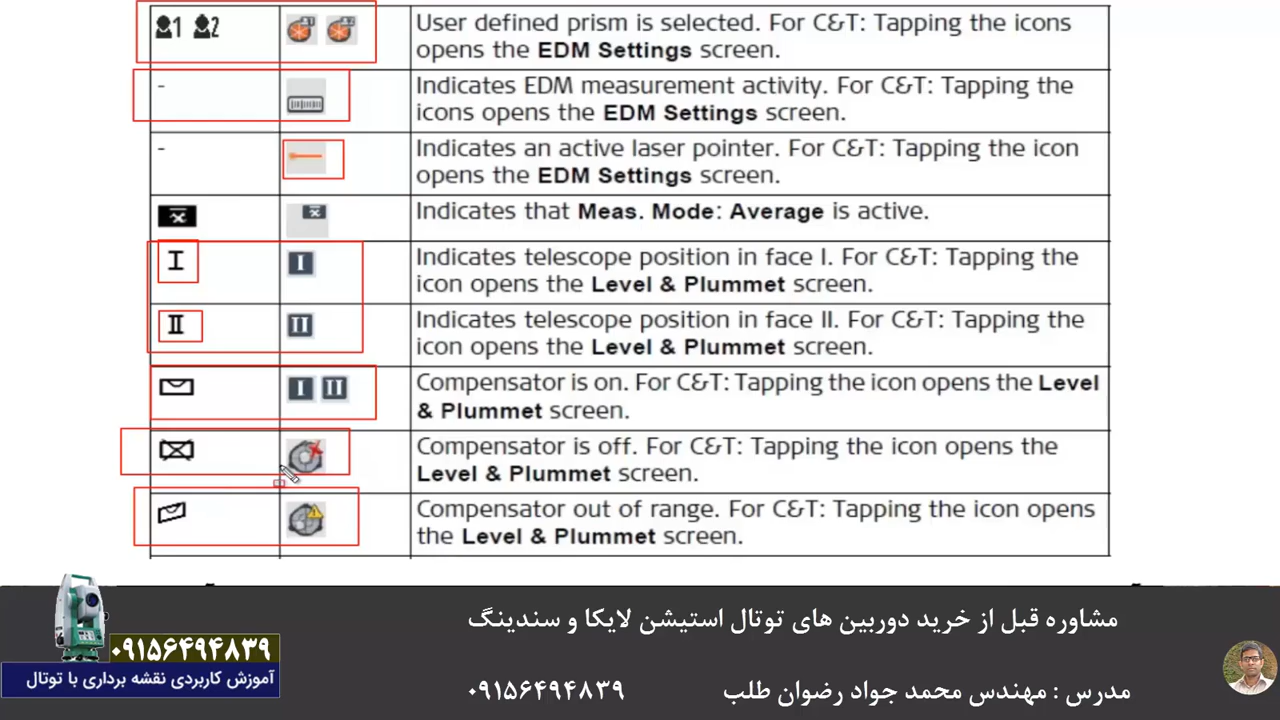 1 2 User defined prism is selected. For C&T: Tapping the icons
opens the EDM Settings screen.
- Indicates EDM measurement activity. For C&T: Tapping the
icons opens the EDM Settings screen.
- Indicates an active laser pointer. For C&T: Tapping the icon
opens the EDM Settings screen.
Indicates that Meas. Mode: Average is active.
I I Indicates telescope position in face I. For C&T: Tapping the
icon opens the Level & Plummet screen.
II II Indicates telescope position in face II. For C&T: Tapping the
icon opens the Level & Plummet screen.
I II Compensator is on. For C&T: Tapping the icon opens the Level
& Plummet screen.
Compensator is off. For C&T: Tapping the icon opens the
Level & Plummet screen.
Compensator out of range. For C&T: Tapping the icon opens
the Level & Plummet screen.
مشاوره قبل از خرید دوربین های توتال استیشن لایکا و سندینگ
۰۹۱۵۶۴۹۴۸۳۹
آموزش کاربردی نقشه برداری با توتال
مدرس : مهندس محمد جواد رضوان طلب ۰۹۱۵۶۴۹۴۸۳۹